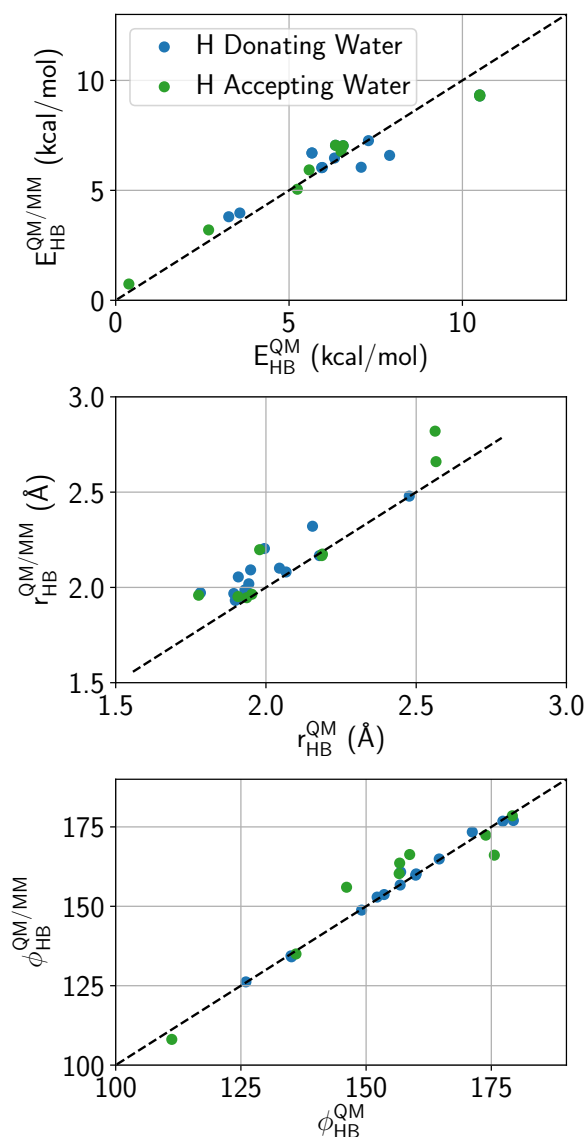 H Donating Water
H Accepting Water
10
5
0
E_HB^QM/MM (kcal/mol)
0 5 10
E_HB^QM (kcal/mol)
3.0
2.5
2.0
1.5
r_HB^QM/MM (Å)
1.5 2.0 2.5 3.0
r_HB^QM (Å)
175
150
125
100
ϕ_HB^QM/MM
100 125 150 175
ϕ_HB^QM